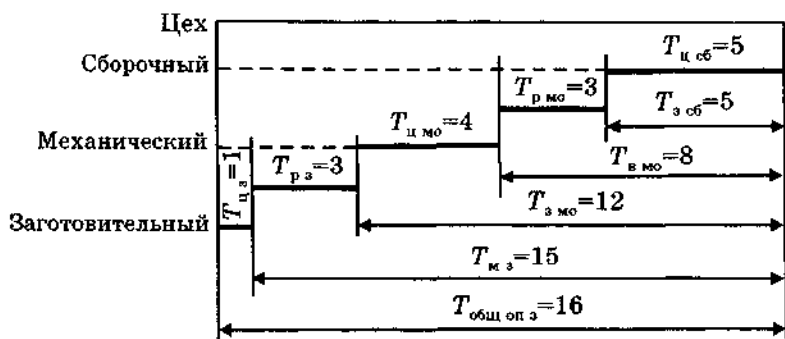 Цех
Сборочный
T ц сб=5
T р мо=3
T з сб=5
Механический
T ц мо=4
T в мо=8
T ц з=1
T р з=3
T з мо=12
Заготовительный
T м з=15
T общ оп з=16